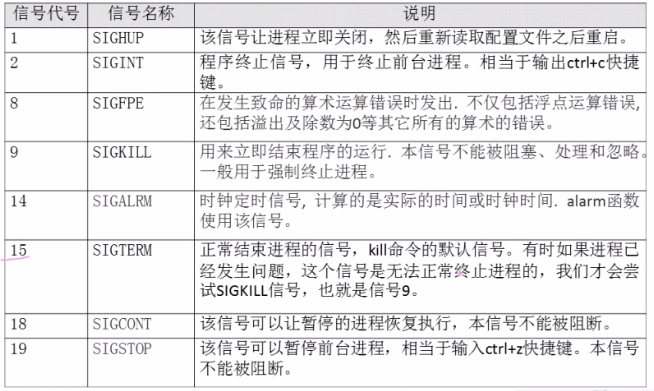 信号代号 信号名称 说明
1 SIGHUP 该信号让进程立即关闭，然后重新读取配置文件之后重启。
2 SIGINT 程序终止信号，用于终止前台进程。相当于输出ctrl+c快捷
键。
8 SIGFPE 在发生致命的算术运算错误时发出. 不仅包括浮点运算错误,
还包括溢出及除数为0等其它所有的算术的错误。
9 SIGKILL 用来立即结束程序的运行. 本信号不能被阻塞、处理和忽略。
一般用于强制终止进程。
14 SIGALRM 时钟定时信号, 计算的是实际的时间或时钟时间. alarm函数
使用该信号。
15 SIGTERM 正常结束进程的信号，kill命令的默认信号。有时如果进程已
经发生问题，这个信号是无法正常终止进程的，我们才会尝
试SIGKILL信号，也就是信号9。
18 SIGCONT 该信号可以让暂停的进程恢复执行，本信号不能被阻断。
19 SIGSTOP 该信号可以暂停前台进程，相当于输入ctrl+z快捷键。本信号
不能被阻断。